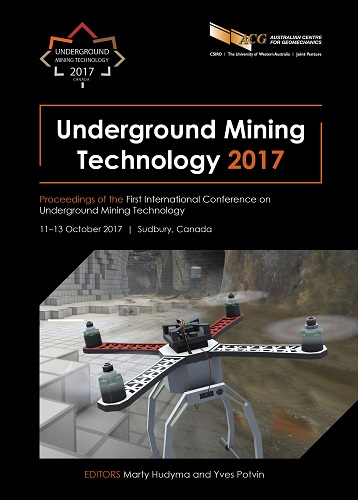 UNDERGROUND
MINING TECHNOLOGY
2017
CANADA
ACG
AUSTRALIAN CENTRE
FOR GEOMECHANICS
CSIRO | The University of Western Australia | Joint Venture
Underground Mining
Technology 2017
Proceedings of the First International Conference on
Underground Mining Technology
11–13 October 2017 | Sudbury, Canada
EDITORS Marty Hudyma and Yves Potvin